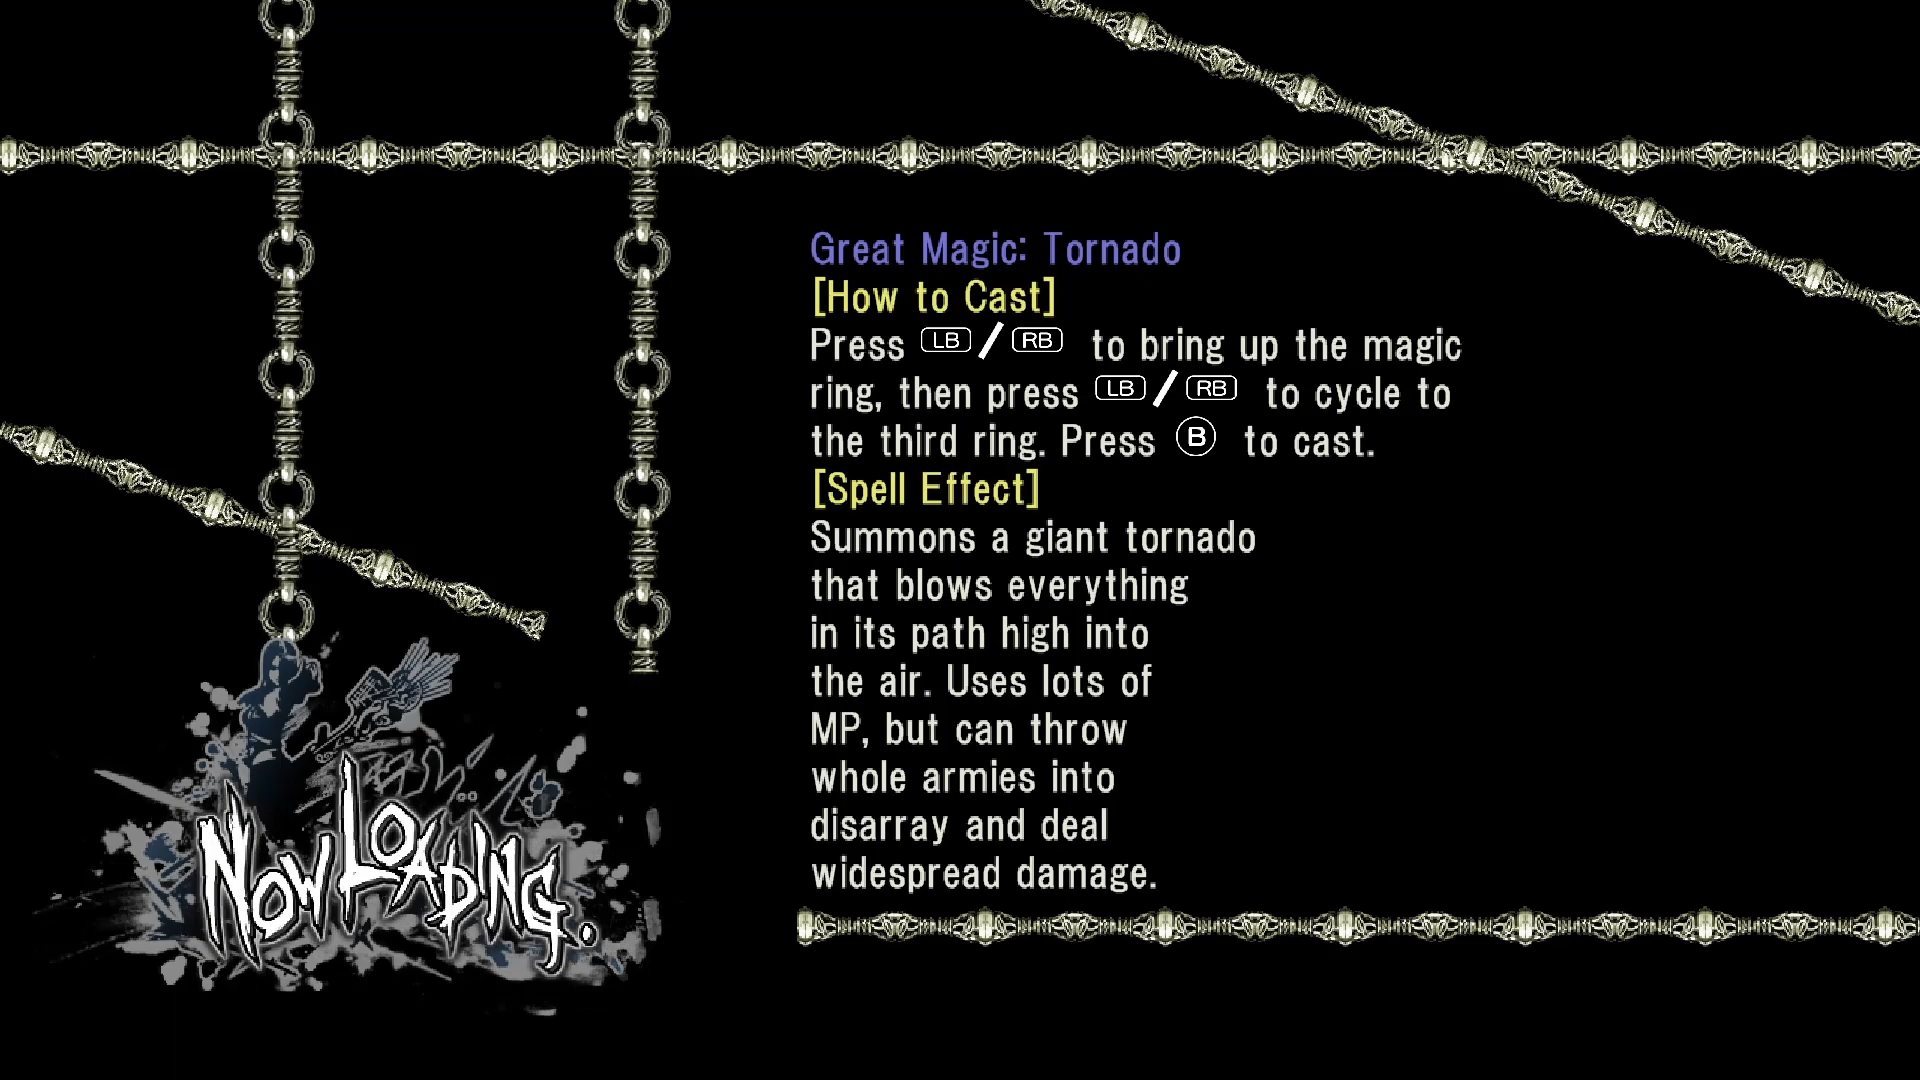 Great Magic: Tornado
[How to Cast]
Press LB / RB to bring up the magic
ring, then press LB / RB to cycle to
the third ring. Press B to cast.
[Spell Effect]
Summons a giant tornado
that blows everything
in its path high into
the air. Uses lots of
MP, but can throw
whole armies into
disarray and deal
widespread damage.
Now Loading.